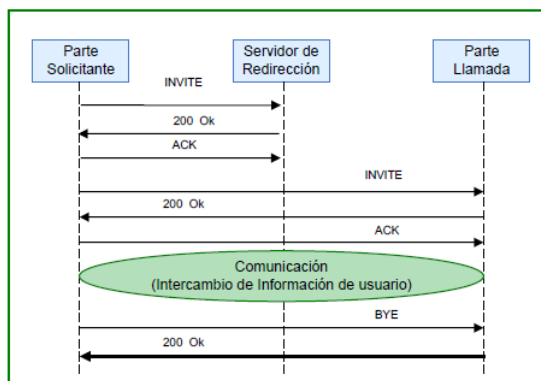 Parte
Solicitante
Servidor de
Redirección
Parte
Llamada
INVITE
200 Ok
ACK
INVITE
200 Ok
ACK
Comunicación
(Intercambio de Información de usuario)
BYE
200 Ok